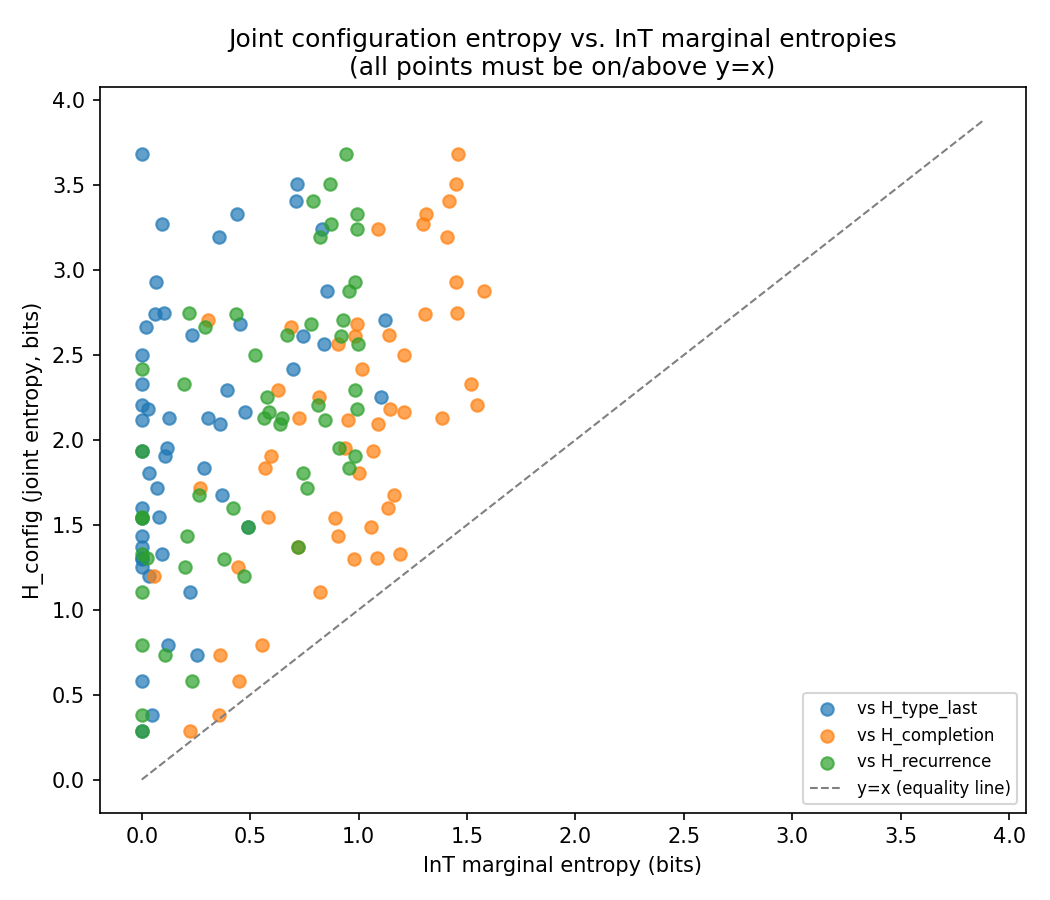 Joint configuration entropy vs. InT marginal entropies
(all points must be on/above y=x)
H_config (joint entropy, bits)
4.0
3.5
3.0
2.5
2.0
1.5
1.0
0.5
0.0
0.0 0.5 1.0 1.5 2.0 2.5 3.0 3.5 4.0
InT marginal entropy (bits)
vs H_type_last
vs H_completion
vs H_recurrence
y=x (equality line)